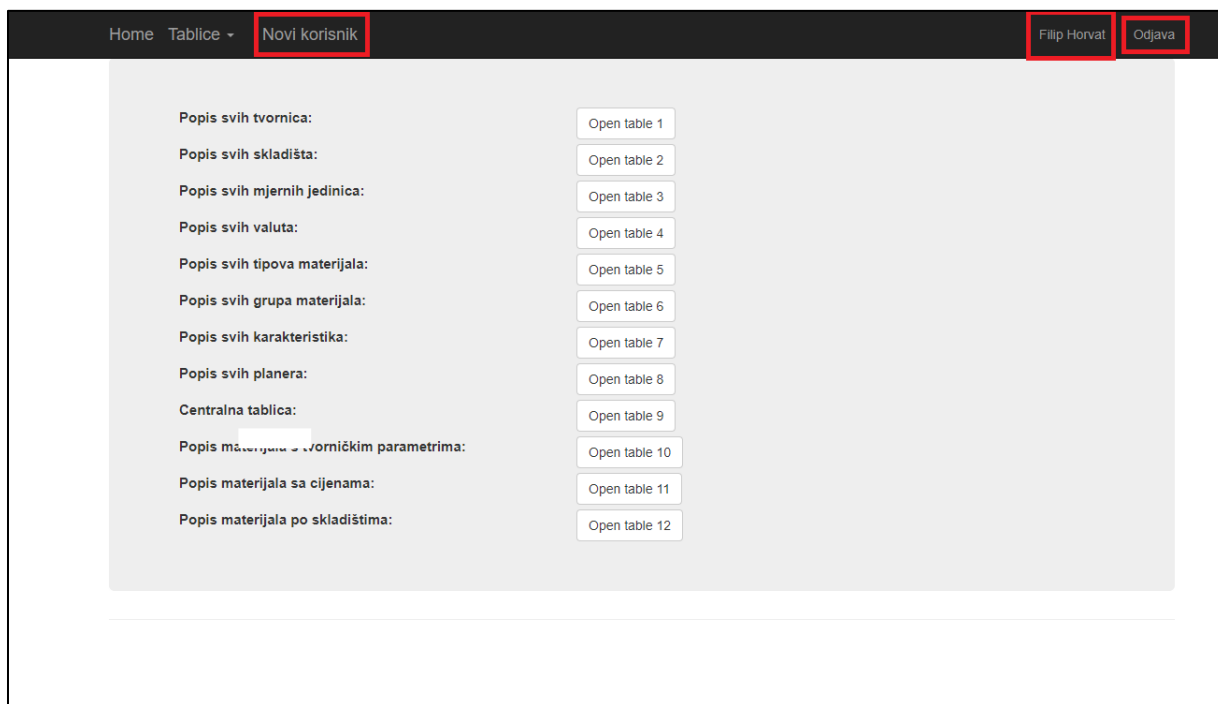 Home Tablice Novi korisnik Filip Horvat Odjava
Popis svih tvornica: Open table 1
Popis svih skladišta: Open table 2
Popis svih mjernih jedinica: Open table 3
Popis svih valuta: Open table 4
Popis svih tipova materijala: Open table 5
Popis svih grupa materijala: Open table 6
Popis svih karakteristika: Open table 7
Popis svih planera: Open table 8
Centralna tablica: Open table 9
Popis parametrima: Open table 10
Popis materijala sa cijenama: Open table 11
Popis materijala po skladištima: Open table 12